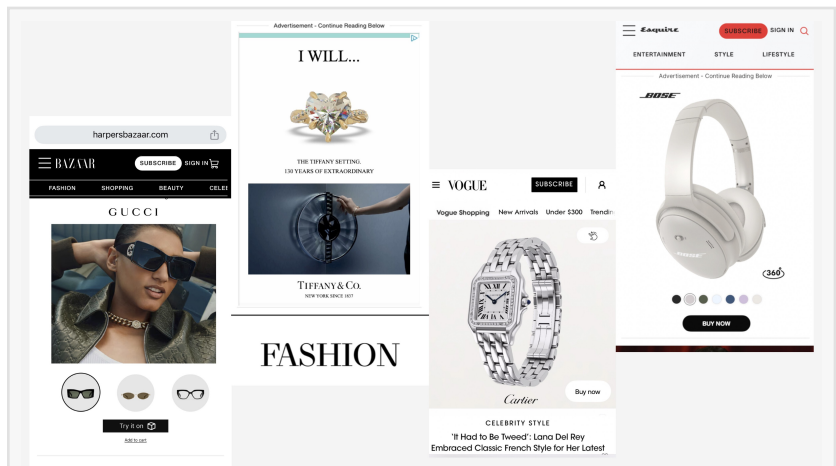 harpersbazaar.com
BAZAAR
SUBSCRIBE
SIGN IN
FASHION
SHOPPING
BEAUTY
CELEB
GUCCI
Try it on
Add to cart
Advertisement - Continue Reading Below
I WILL...
THE TIFFANY SETTING.
130 YEARS OF EXTRAORDINARY
TIFFANY & CO.
NEW YORK SINCE 1837
FASHION
VOGUE
SUBSCRIBE
Vogue Shopping
New Arrivals
Under $300
Trendin
Cartier
Buy now
CELEBRITY STYLE
'It Had to Be Tweed': Lana Del Rey
Embraced Classic French Style for Her Latest
Esquire
SUBSCRIBE
SIGN IN
ENTERTAINMENT
STYLE
LIFESTYLE
Advertisement - Continue Reading Below
BOSE
BOSE
360°
BUY NOW